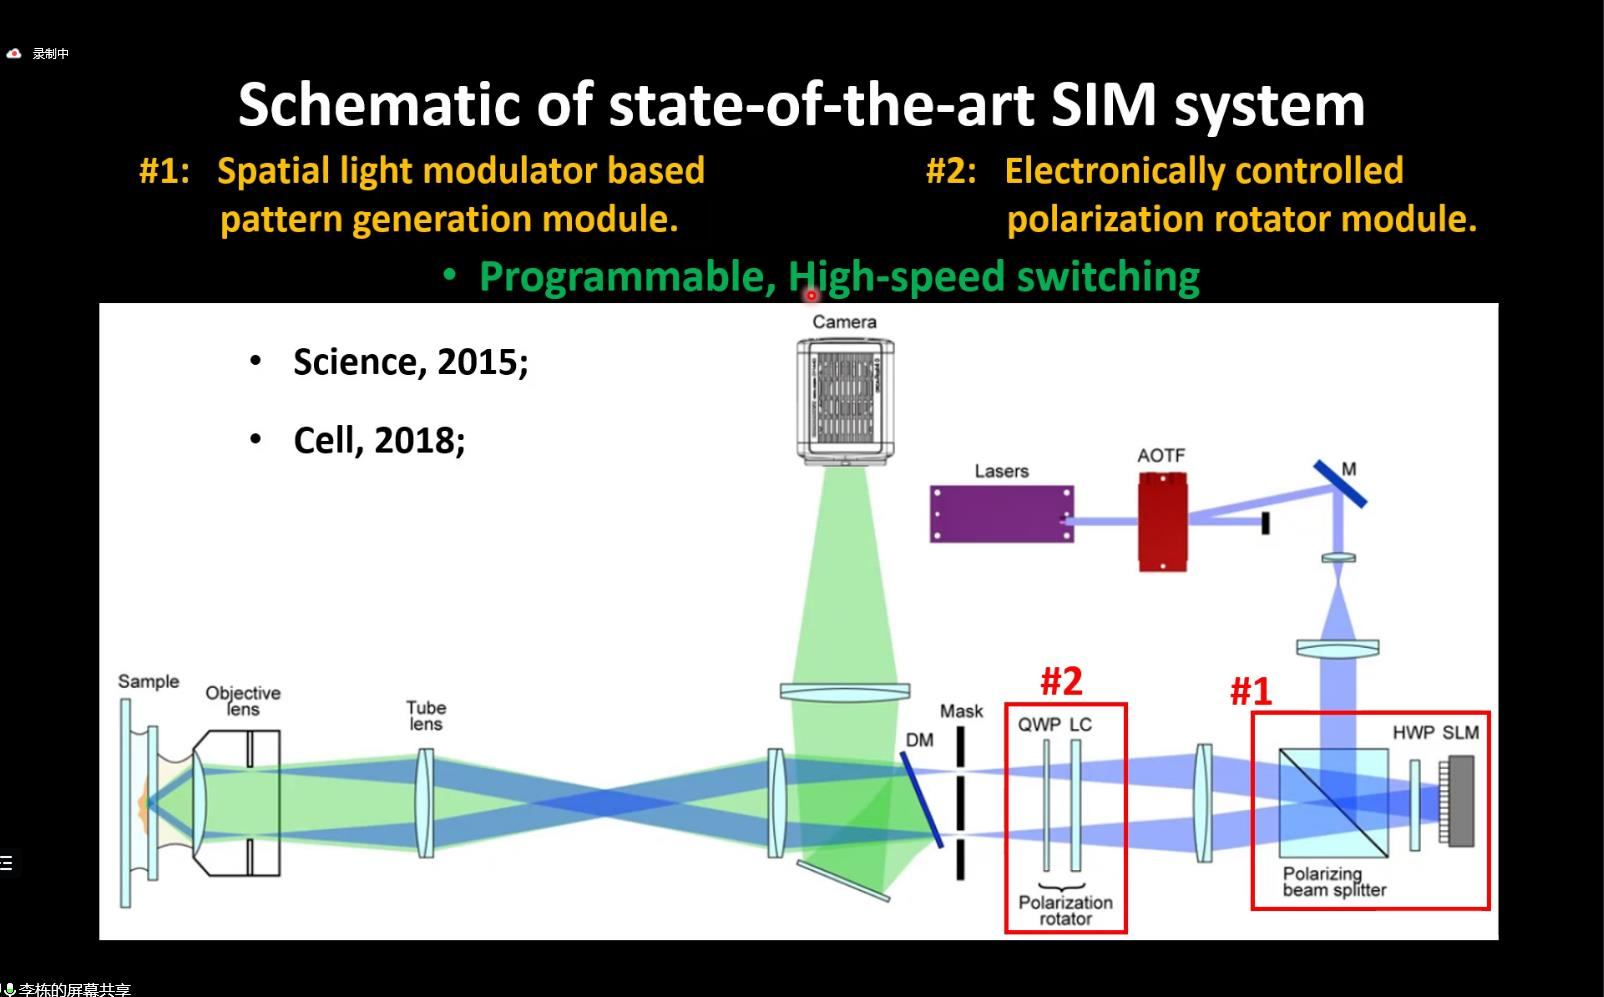 录制中
Schematic of state-of-the-art SIM system
#1: Spatial light modulator based
pattern generation module.
#2: Electronically controlled
polarization rotator module.
• Programmable, High-speed switching
• Science, 2015;
• Cell, 2018;
Camera
Lasers
AOTF
M
Sample
Objective
lens
Tube
lens
DM
Mask
#2
QWP LC
Polarization
rotator
#1
HWP SLM
Polarizing
beam splitter
李栋的屏幕共享